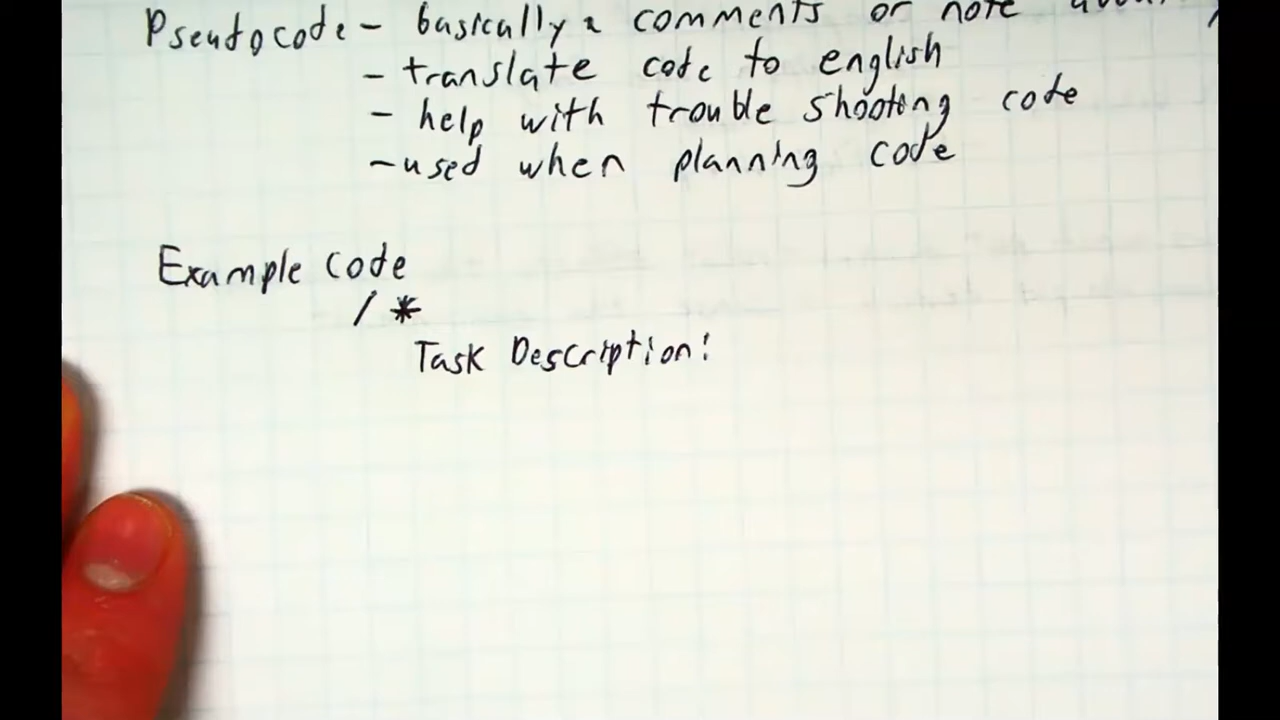 Pseudocode - basically a comments or note about
- translate code to english
- help with trouble shooting code
- used when planning code
Example Code
/ *
Task Description: